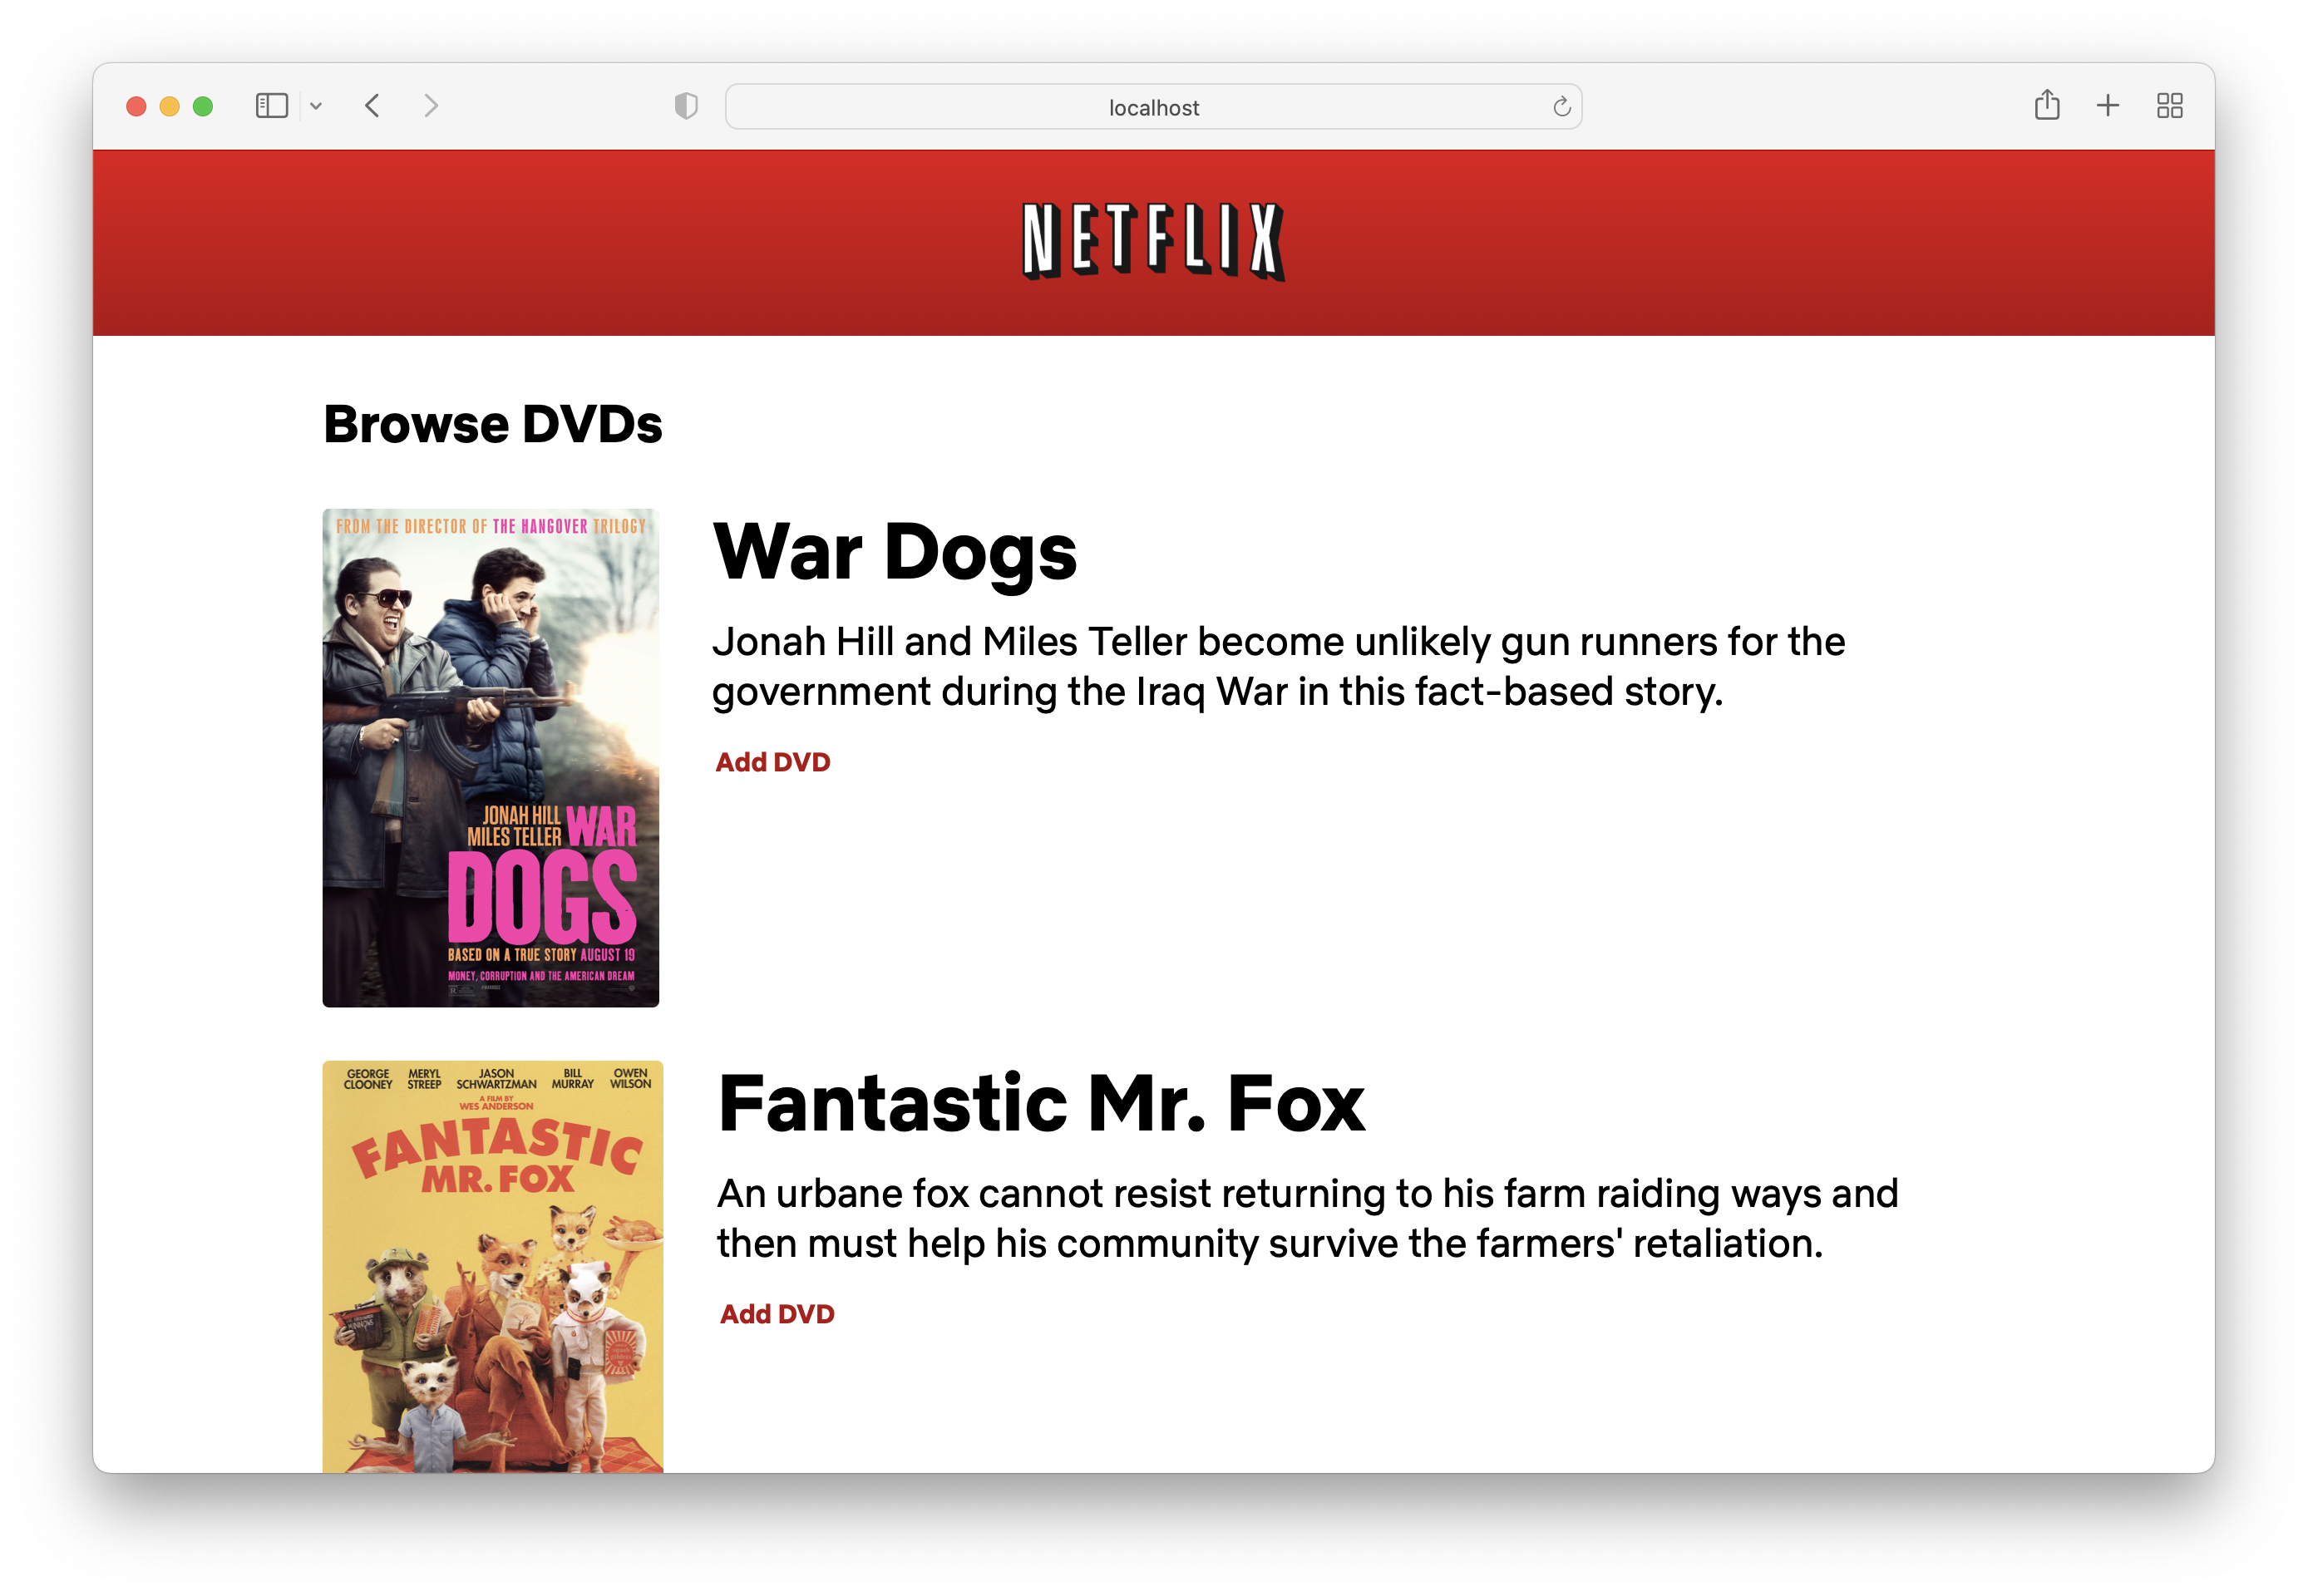 localhost
NETFLIX
Browse DVDs
FROM THE DIRECTOR OF THE HANGOVER TRILOGY
JONAH HILL
MILES TELLER WAR
DOGS
BASED ON A TRUE STORY AUGUST 19
MONEY, CORRUPTION AND THE AMERICAN DREAM
War Dogs
Jonah Hill and Miles Teller become unlikely gun runners for the
government during the Iraq War in this fact-based story.
Add DVD
GEORGE CLOONEY MERYL STREEP JASON SCHWARTZMAN BILL MURRAY OWEN WILSON
A FILM BY
WES ANDERSON
FANTASTIC
MR. FOX
Fantastic Mr. Fox
An urbane fox cannot resist returning to his farm raiding ways and
then must help his community survive the farmers' retaliation.
Add DVD